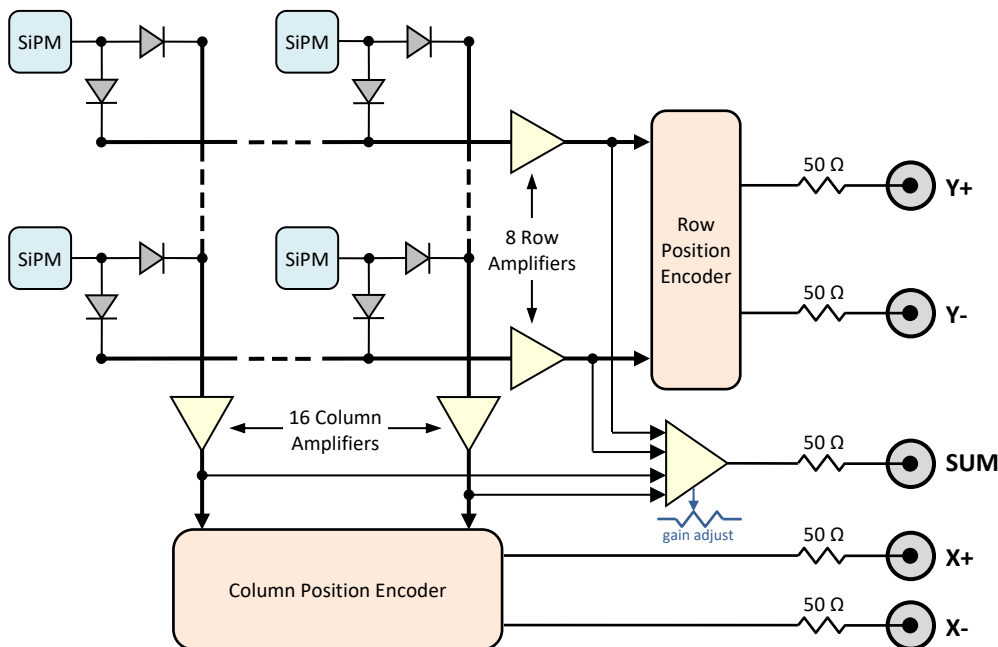 SiPM
SiPM
50 Ω
Y+
8 Row
Amplifiers
Row
Position
Encoder
SiPM
SiPM
50 Ω
Y-
16 Column
Amplifiers
50 Ω
SUM
gain adjust
50 Ω
X+
Column Position Encoder
50 Ω
X-